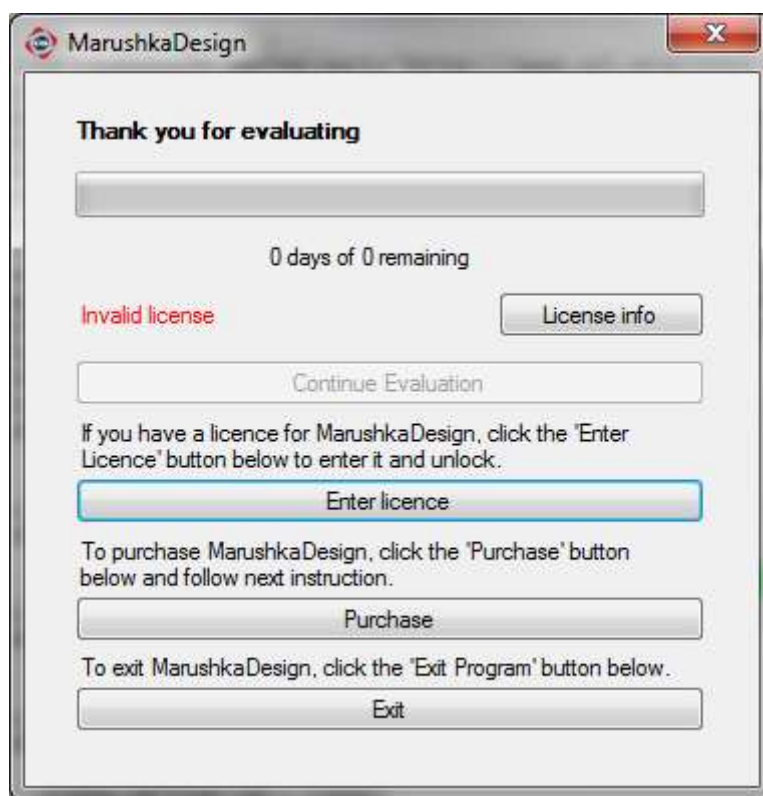 MarushkaDesign
Thank you for evaluating
0 days of 0 remaining
Invalid license
License info
Continue Evaluation
If you have a licence for MarushkaDesign, click the 'Enter
Licence' button below to enter it and unlock.
Enter licence
To purchase MarushkaDesign, click the 'Purchase' button
below and follow next instruction.
Purchase
To exit MarushkaDesign, click the 'Exit Program' button below.
Exit